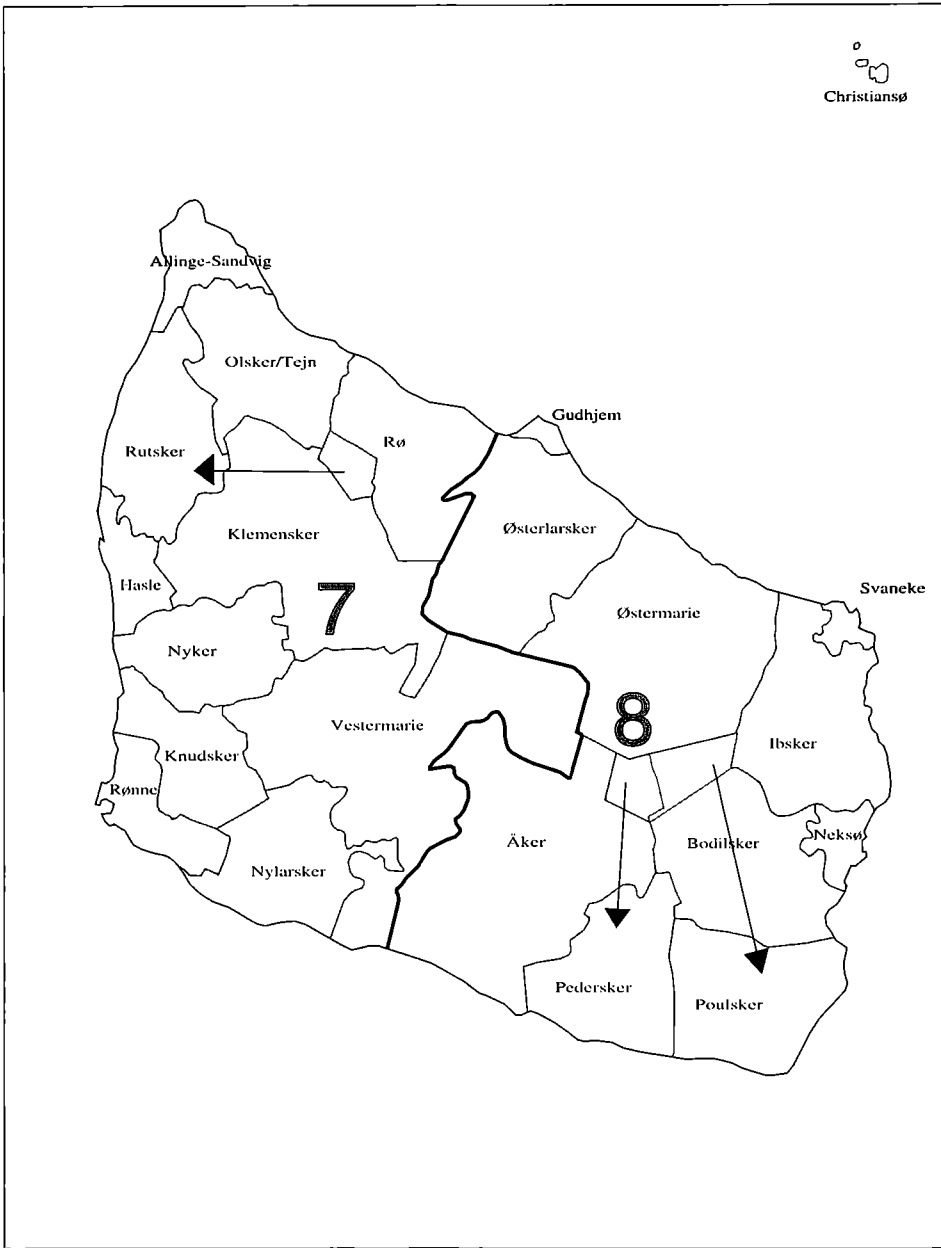 Christiansø
Allinge-Sandvig
Olsker/Tejn
Gudhjem
Rø
Rutsker
Østerlarsker
Klemensker
Hasle
Svaneke
7
Østermarie
Nyker
8
Vestermarie
Ibsker
Knudsker
Rønne
Neksø
Åker
Bodilsker
Nylarsker
Pedersker
Poulsker